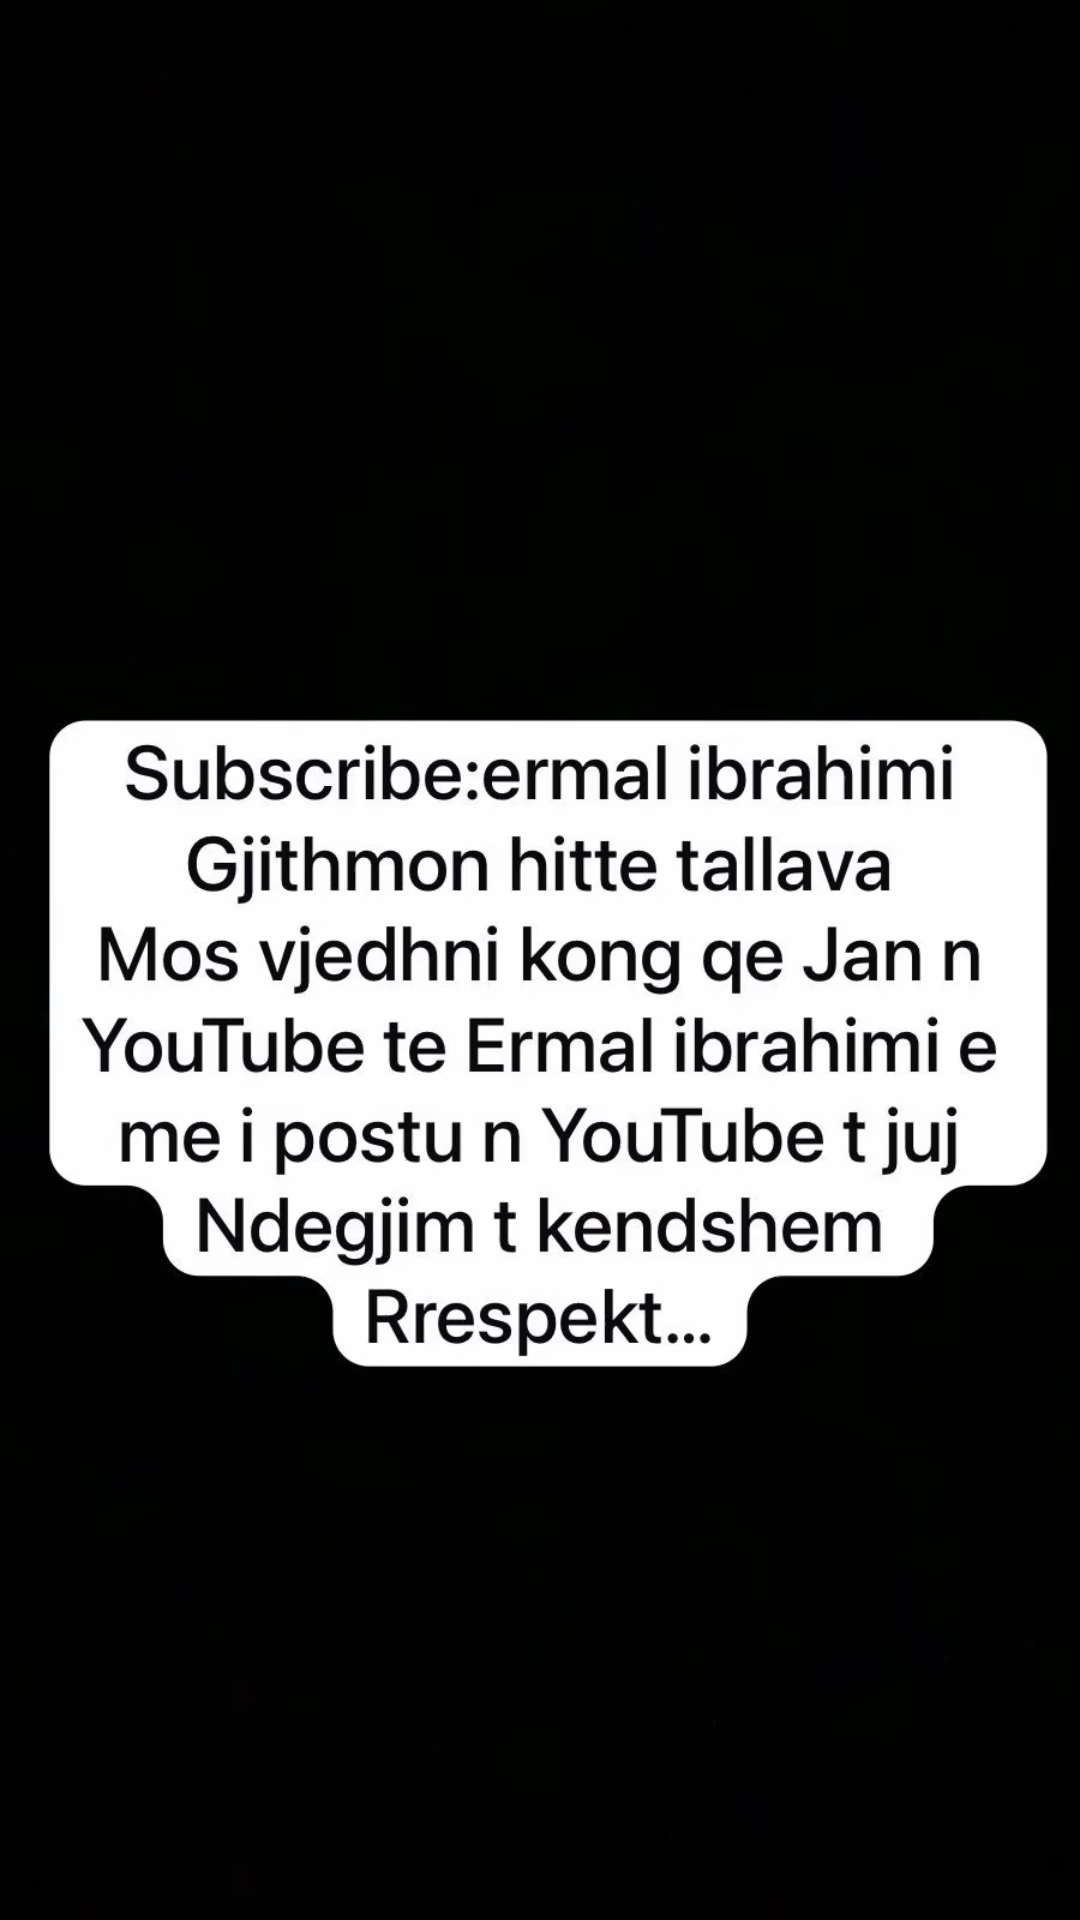 Subscribe:ermal ibrahimi
Gjithmon hitte tallava
Mos vjedhni kong qe Jan n
YouTube te Ermal ibrahimi e
me i postu n YouTube t juj
Ndegjim t kendshem
Rrespekt...